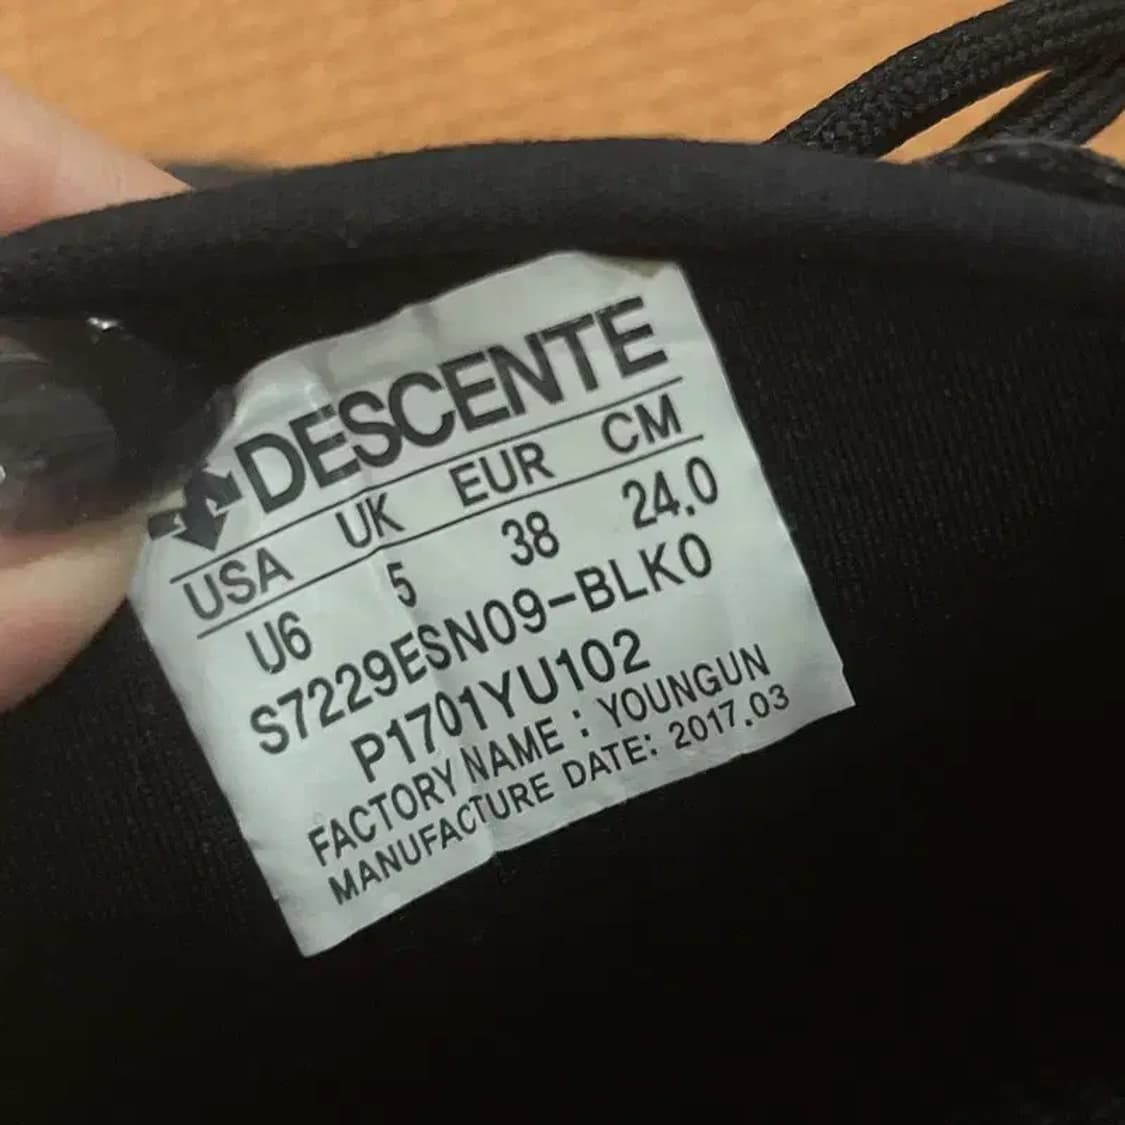 DESCENTE
USA UK EUR CM
U6 5 38 24.0
S7229ESN09-BLK0
P1701YU102
FACTORY NAME : YOUNGUN
MANUFACTURE DATE: 2017.03